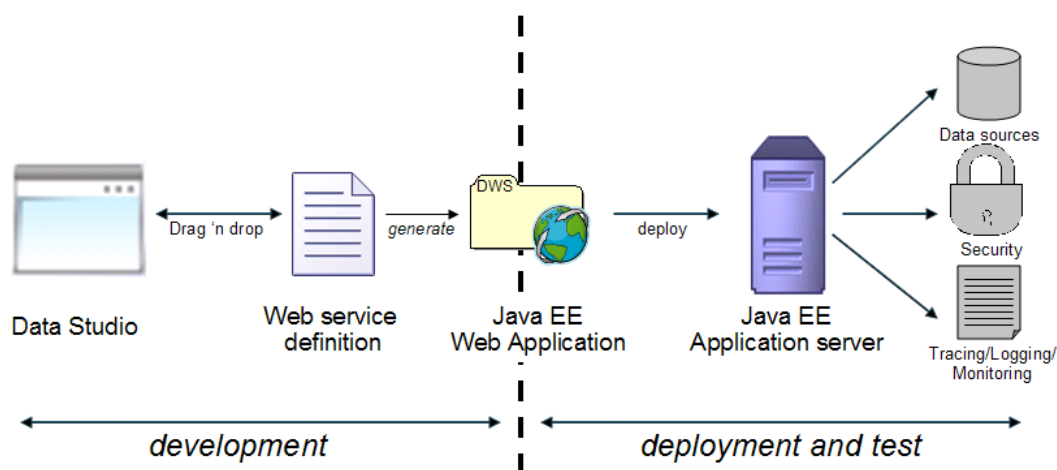 Data sources
DWS
Drag 'n drop
generate
deploy
Security
Data Studio
Web service
definition
Java EE
Web Application
Java EE
Application server
Tracing/Logging/
Monitoring
development
deployment and test